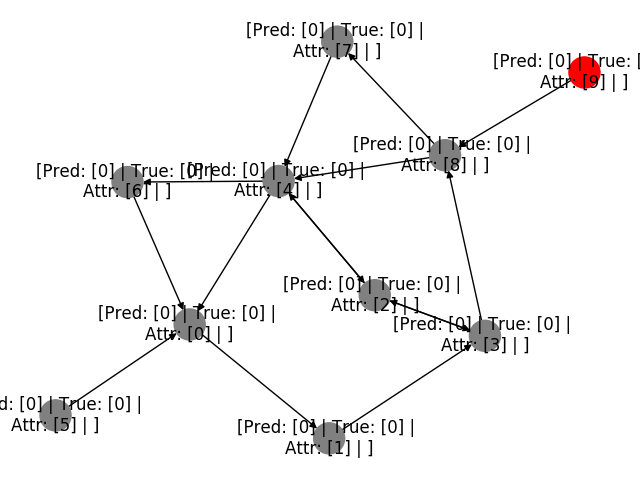 [Pred: [0] | True: [0] |
Attr: [7] | ]
[Pred: [0] | True: [
Attr: [9] | ]
[Pred: [0] | True: [0] |
Attr: [8] | ]
[Pred: [0] | True: [0] |
Attr: [6] | ]
[Pred: [0] | True: [0] |
Attr: [4] | ]
[Pred: [0] | True: [0] |
Attr: [2] | ]
[Pred: [0] | True: [0] |
Attr: [0] | ]
[Pred: [0] | True: [0] |
Attr: [3] | ]
d: [0] | True: [0] |
Attr: [5] | ]
[Pred: [0] | True: [0] |
Attr: [1] | ]